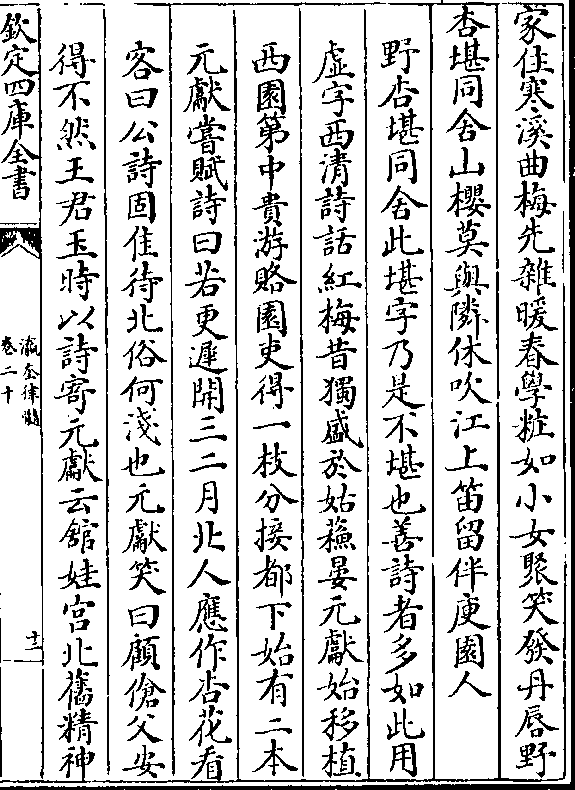 家住寒溪曲梅先雜暖春學粧如小女聚笑發丹唇野
杏堪同舍山櫻莫與隣休吹江上笛留伴庾園人
野杏堪同舍此堪字乃是不堪也善詩者多如此用
虛字西清詩話紅梅昔獨盛於姑蘇晏元獻始移植
西園第中貴游賂園吏得一枝分接都下始有二本
元獻嘗賦詩曰若更遲開三二月北人應作杏花看
客曰公詩固佳待北俗何淺也元獻笑曰顧傖父安
得不然王君玉時以詩寄元獻云舘娃宮北舊精神
欽定四庫全書
瀛奎律髓
卷二十
十二